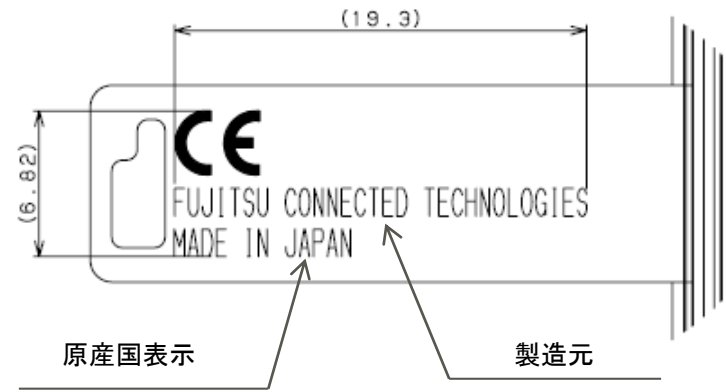 (19.3)
(6.82)
CE
FUJITSU CONNECTED TECHNOLOGIES
MADE IN JAPAN
原産国表示
製造元